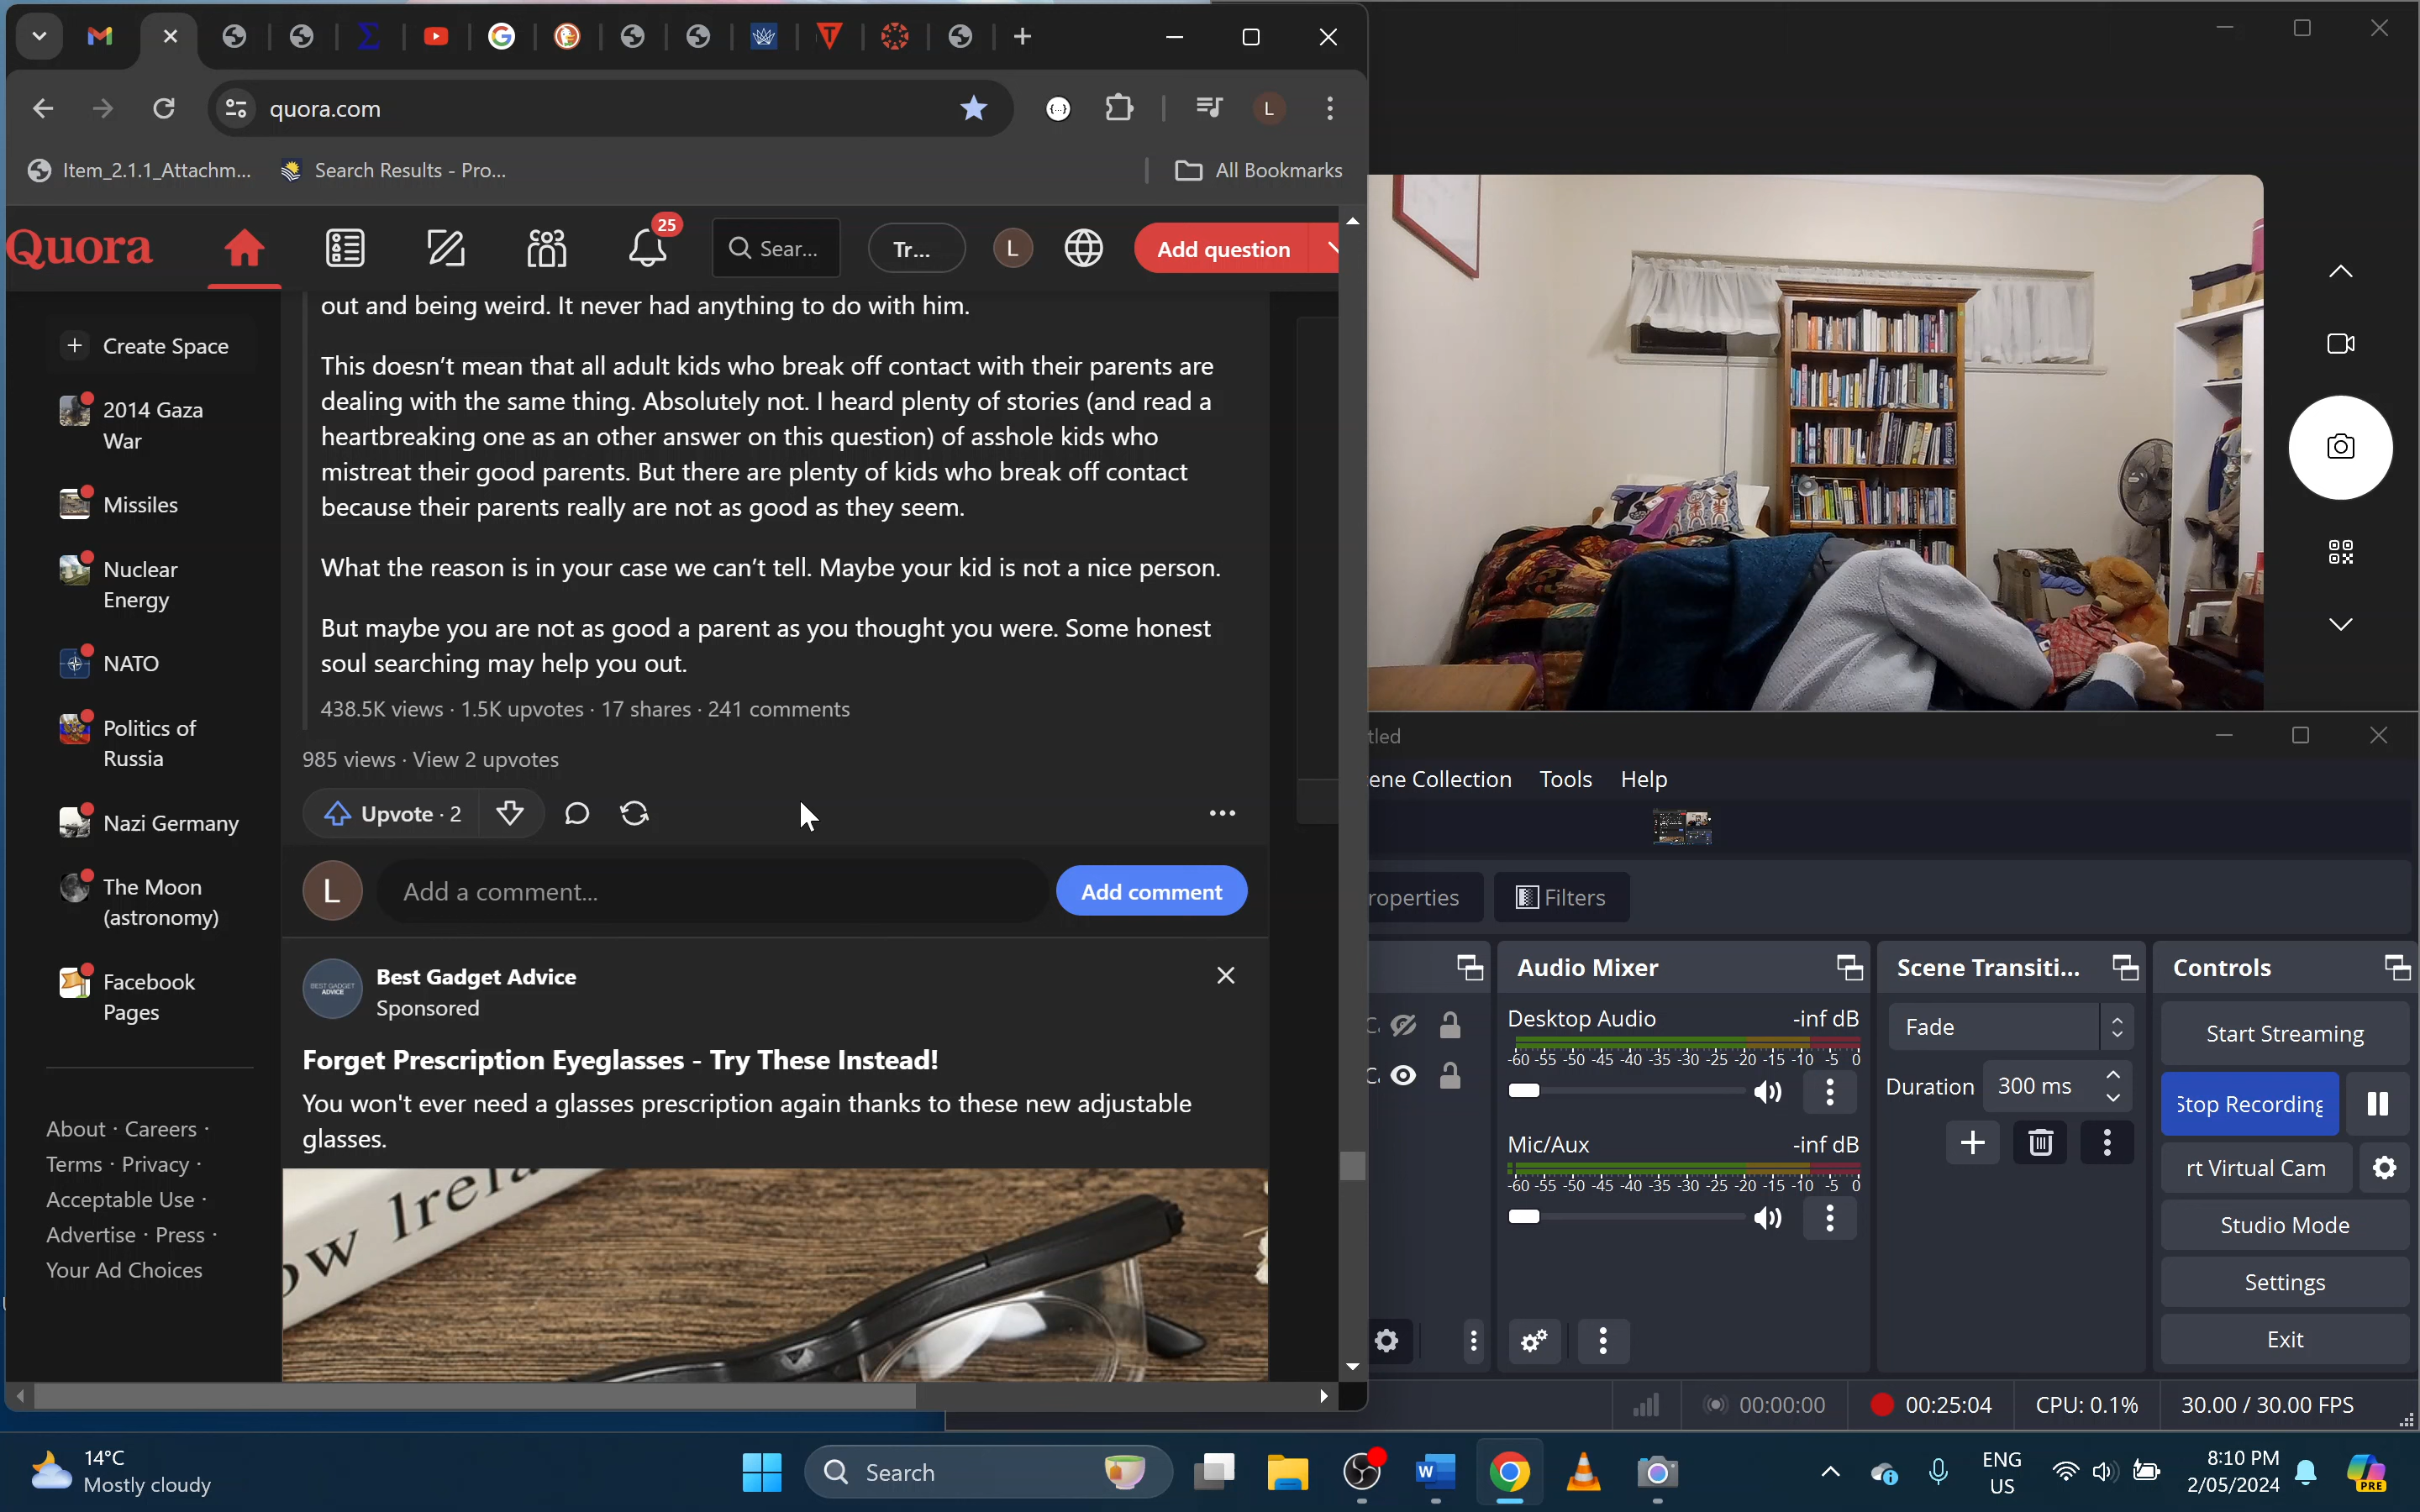 quora.com
Item_2.1.1_Attachm...
Search Results - Pro...
All Bookmarks
Quora
25
Sear...
Tr...
L
Add question
Create Space
2014 Gaza
War
Missiles
Nuclear
Energy
NATO
Politics of
Russia
Nazi Germany
The Moon
(astronomy)
Facebook
Pages
About · Careers ·
Terms · Privacy ·
Acceptable Use ·
Advertise · Press ·
Your Ad Choices
out and being weird. It never had anything to do with him.
This doesn't mean that all adult kids who break off contact with their parents are
dealing with the same thing. Absolutely not. I heard plenty of stories (and read a
heartbreaking one as an other answer on this question) of asshole kids who
mistreat their good parents. But there are plenty of kids who break off contact
because their parents really are not as good as they seem.
What the reason is in your case we can't tell. Maybe your kid is not a nice person.
But maybe you are not as good a parent as you thought you were. Some honest
soul searching may help you out.
438.5K views · 1.5K upvotes · 17 shares · 241 comments
985 views · View 2 upvotes
Upvote · 2
L
Add a comment...
Add comment
BEST GADGET
ADVICE
Best Gadget Advice
Sponsored
Forget Prescription Eyeglasses - Try These Instead!
You won't ever need a glasses prescription again thanks to these new adjustable
glasses.
ow Irela
tled
ene Collection
Tools
Help
roperties
Filters
Audio Mixer
Scene Transiti...
Controls
Desktop Audio
-inf dB
-60 -55 -50 -45 -40 -35 -30 -25 -20 -15 -10 -5 0
Mic/Aux
-inf dB
-60 -55 -50 -45 -40 -35 -30 -25 -20 -15 -10 -5 0
Fade
Duration
300 ms
Start Streaming
Stop Recording
rt Virtual Cam
Studio Mode
Settings
Exit
00:00:00
00:25:04
CPU: 0.1%
30.00 / 30.00 FPS
14°C
Mostly cloudy
Search
ENG
US
8:10 PM
2/05/2024
PRE